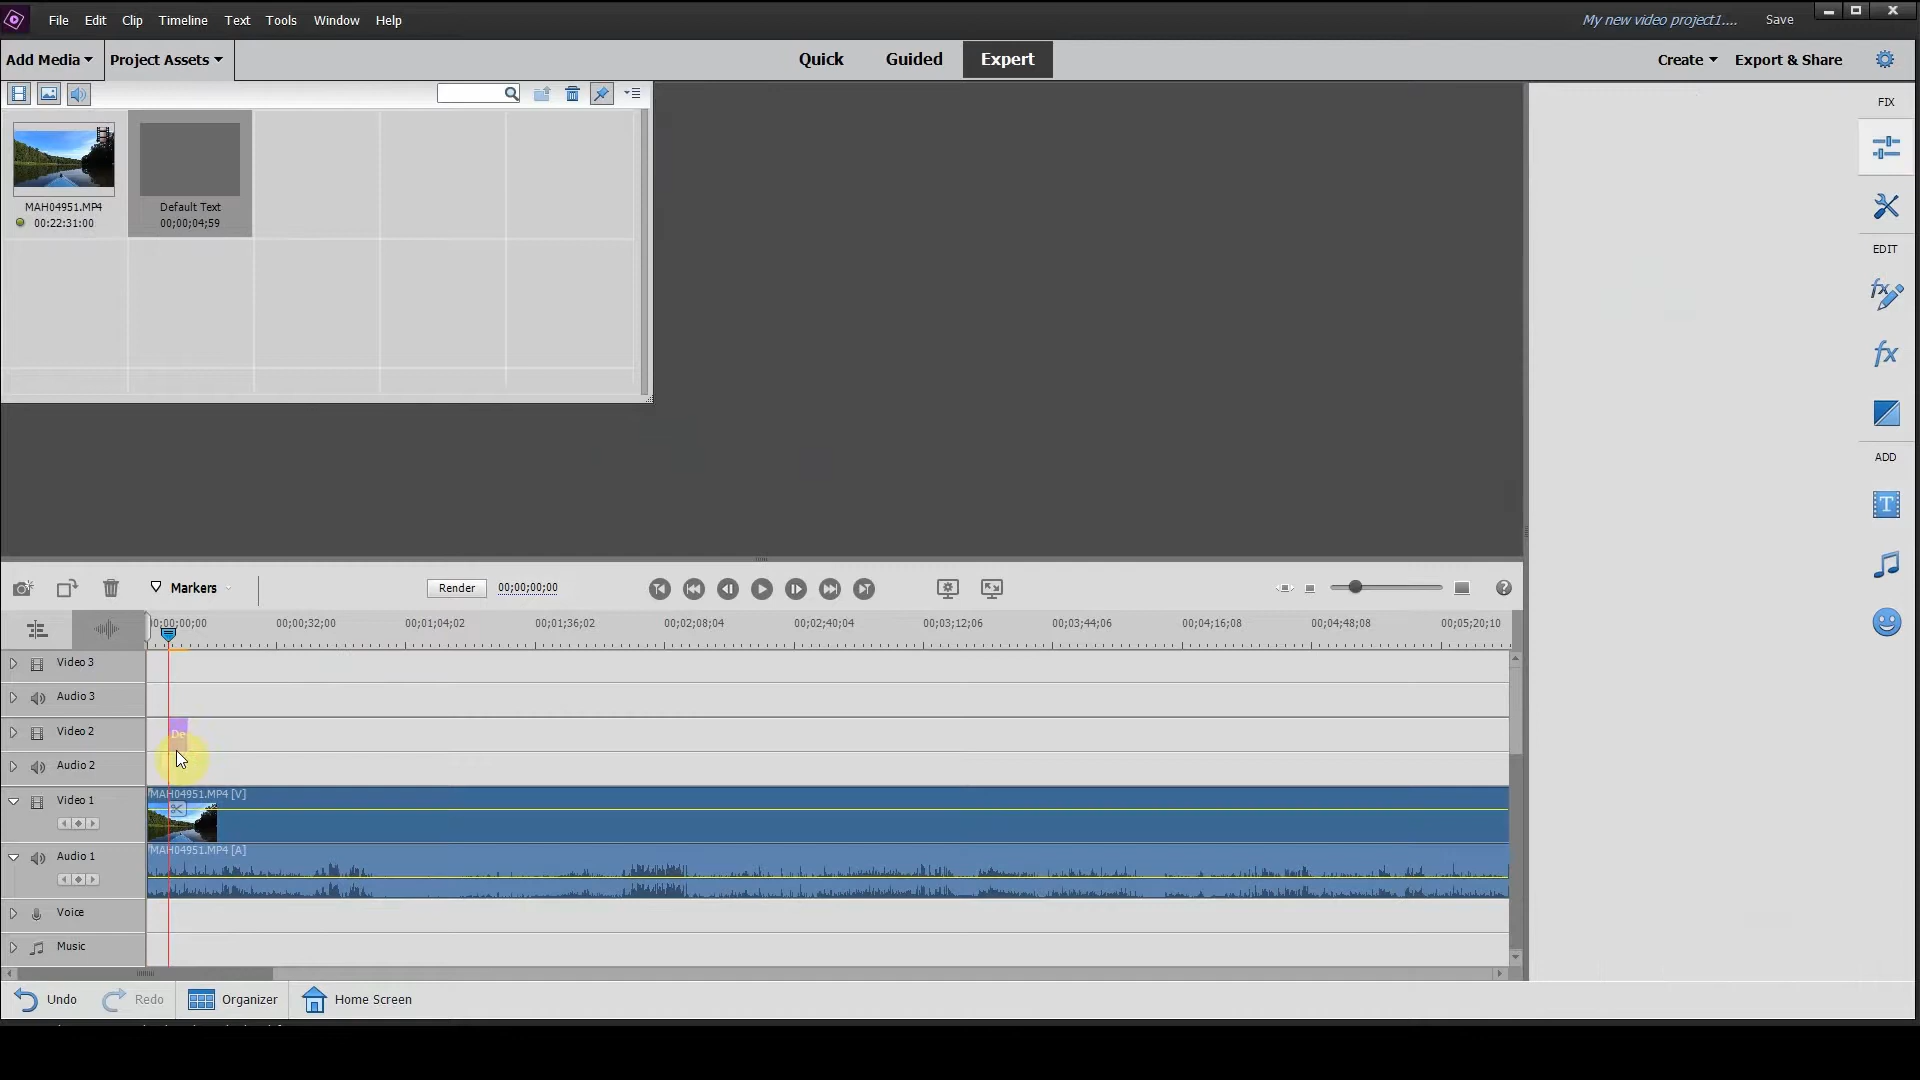 File Edit Clip Timeline Text Tools Window Help
My new video project1.... Save
Add Media Project Assets
Quick Guided Expert
Create Export & Share
FIX
MAH04951.MP4 Default Text
00:22:31:00 00;00;04;59
EDIT
fx
fx
ADD
T
Markers Render 00;00;00;00
00;00;32;00 00;01;04;02 00;01;36;02 00;02;08;04 00;02;40;04 00;03;12;06 00;03;44;06 00;04;16;08 00;04;48;08 00;05;20;10
Video 3
Audio 3
Video 2 De
Audio 2
Video 1 MAH04951.MP4 [V]
Audio 1 MAH04951.MP4 [A]
Voice
Music
Undo Redo Organizer Home Screen